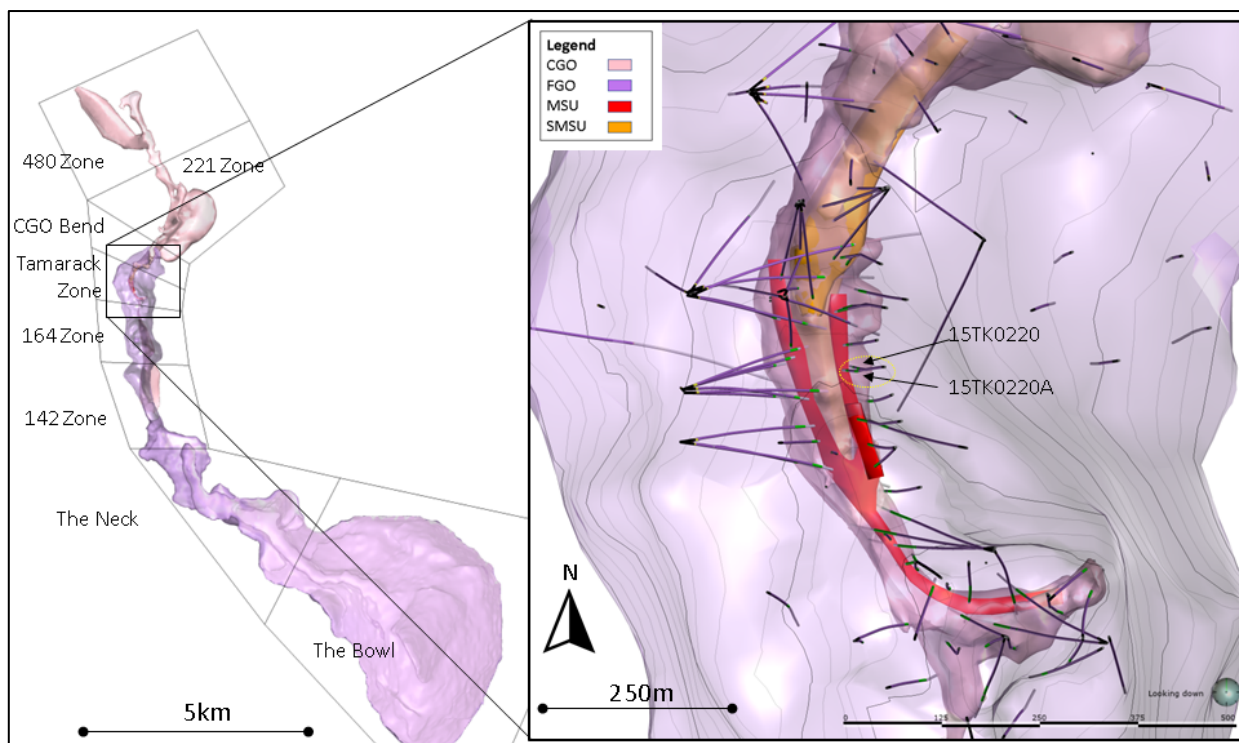 480 Zone
221 Zone
CGO Bend
Tamarack
Zone
164 Zone
142 Zone
The Neck
The Bowl
5km
Legend
CGO
FGO
MSU
SMSU
15TK0220
15TK0220A
N
250m
Looking down
0 125 250 375 500